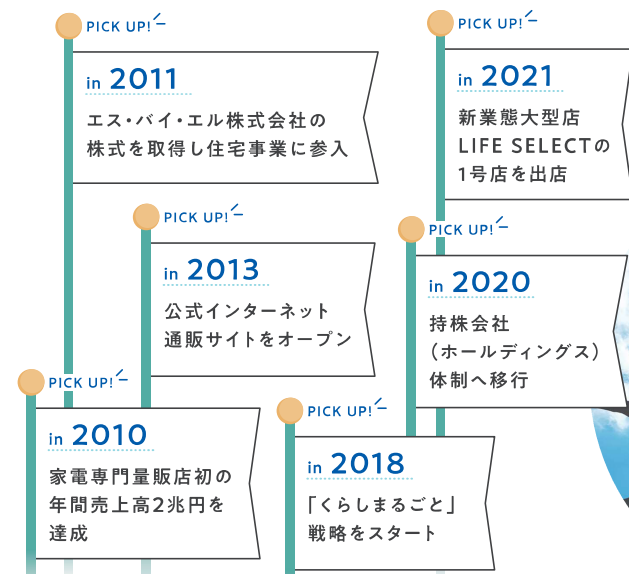 PICK UP!
in 2011
エス・バイ・エル株式会社の
株式を取得し住宅事業に参入
PICK UP!
in 2021
新業態大型店
LIFE SELECTの
1号店を出店
PICK UP!
in 2013
公式インターネット
通販サイトをオープン
PICK UP!
in 2020
持株会社
（ホールディングス）
体制へ移行
PICK UP!
in 2010
家電専門量販店初の
年間売上高2兆円を
達成
PICK UP!
in 2018
「くらしまるごと」
戦略をスタート